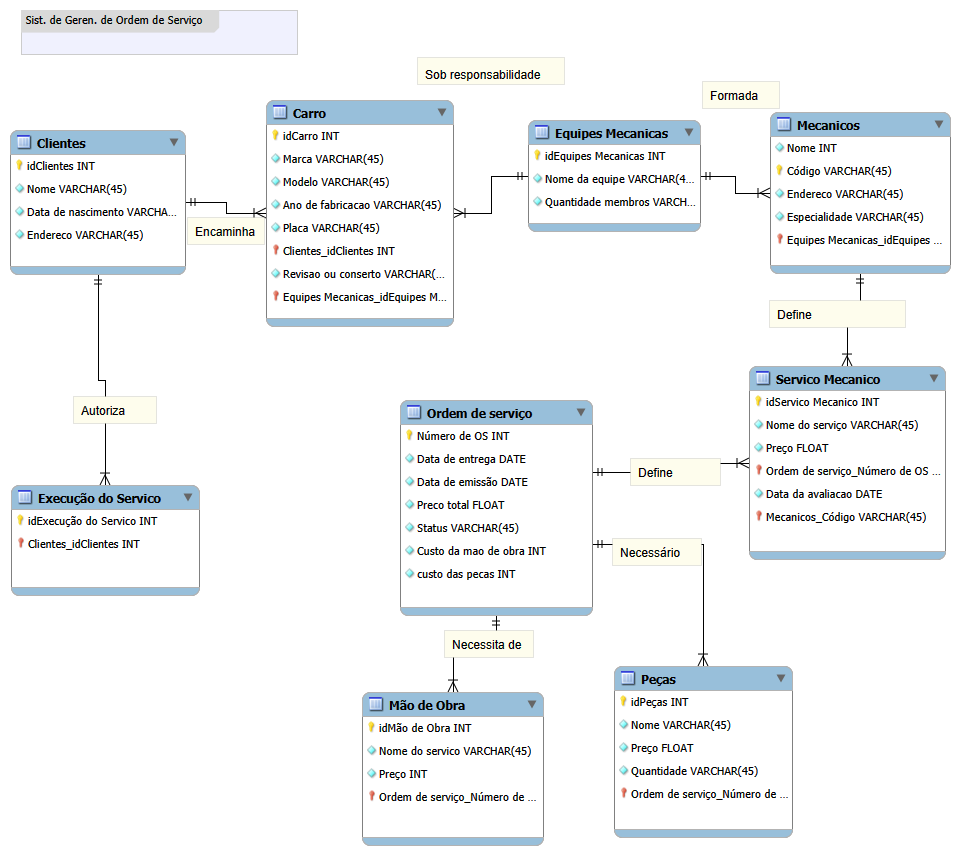 Sist. de Geren. de Ordem de Serviço
Sob responsabilidade
Formada
Clientes
idClientes INT
Nome VARCHAR(45)
Data de nascimento VARCHA...
Endereco VARCHAR(45)
Encaminha
Carro
idCarro INT
Marca VARCHAR(45)
Modelo VARCHAR(45)
Ano de fabricacao VARCHAR(45)
Placa VARCHAR(45)
Clientes_idClientes INT
Revisao ou conserto VARCHAR(...
Equipes Mecanicas_idEquipes M...
Equipes Mecanicas
idEquipes Mecanicas INT
Nome da equipe VARCHAR(4...
Quantidade membros VARCH...
Mecanicos
Nome INT
Código VARCHAR(45)
Endereco VARCHAR(45)
Especialidade VARCHAR(45)
Equipes Mecanicas_idEquipes ...
Define
Autoriza
Execução do Servico
idExecução do Servico INT
Clientes_idClientes INT
Ordem de serviço
Número de OS INT
Data de entrega DATE
Data de emissão DATE
Preco total FLOAT
Status VARCHAR(45)
Custo da mao de obra INT
custo das pecas INT
Define
Necessário
Servico Mecanico
idServico Mecanico INT
Nome do serviço VARCHAR(45)
Preço FLOAT
Ordem de serviço_Número de OS ...
Data da avaliacao DATE
Mecanicos_Código VARCHAR(45)
Necessita de
Mão de Obra
idMão de Obra INT
Nome do servico VARCHAR(45)
Preço INT
Ordem de serviço_Número de ...
Peças
idPeças INT
Nome VARCHAR(45)
Preço FLOAT
Quantidade VARCHAR(45)
Ordem de serviço_Número de ...